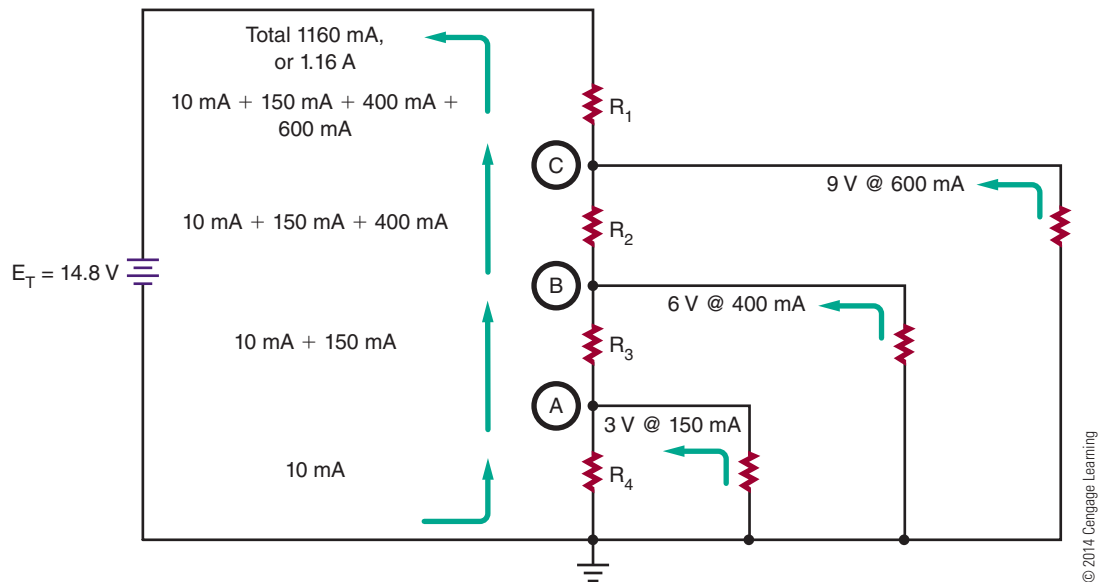 Total 1160 mA,
or 1.16 A
10 mA + 150 mA + 400 mA +
600 mA
R₁
C
9 V @ 600 mA
10 mA + 150 mA + 400 mA
R₂
E_T = 14.8 V
B
6 V @ 400 mA
10 mA + 150 mA
R₃
A
3 V @ 150 mA
10 mA
R₄
© 2014 Cengage Learning